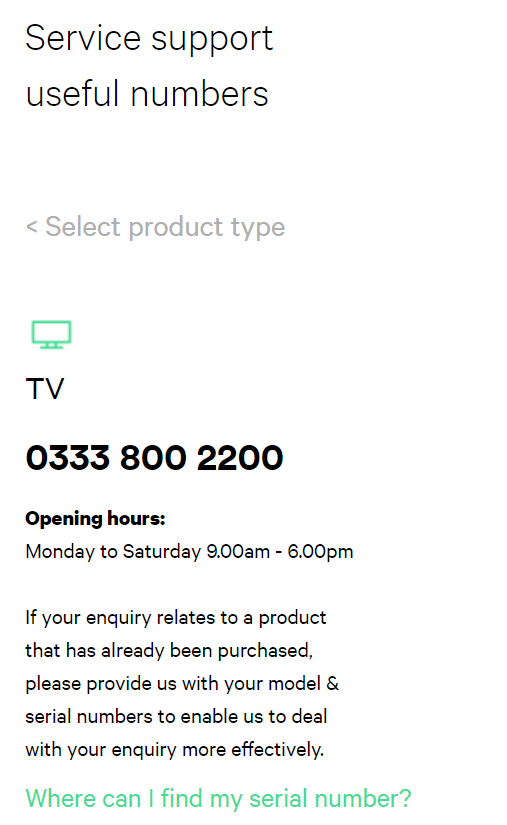 Service support
useful numbers
< Select product type
TV
0333 800 2200
Opening hours:
Monday to Saturday 9.00am - 6.00pm
If your enquiry relates to a product
that has already been purchased,
please provide us with your model &
serial numbers to enable us to deal
with your enquiry more effectively.
Where can I find my serial number?